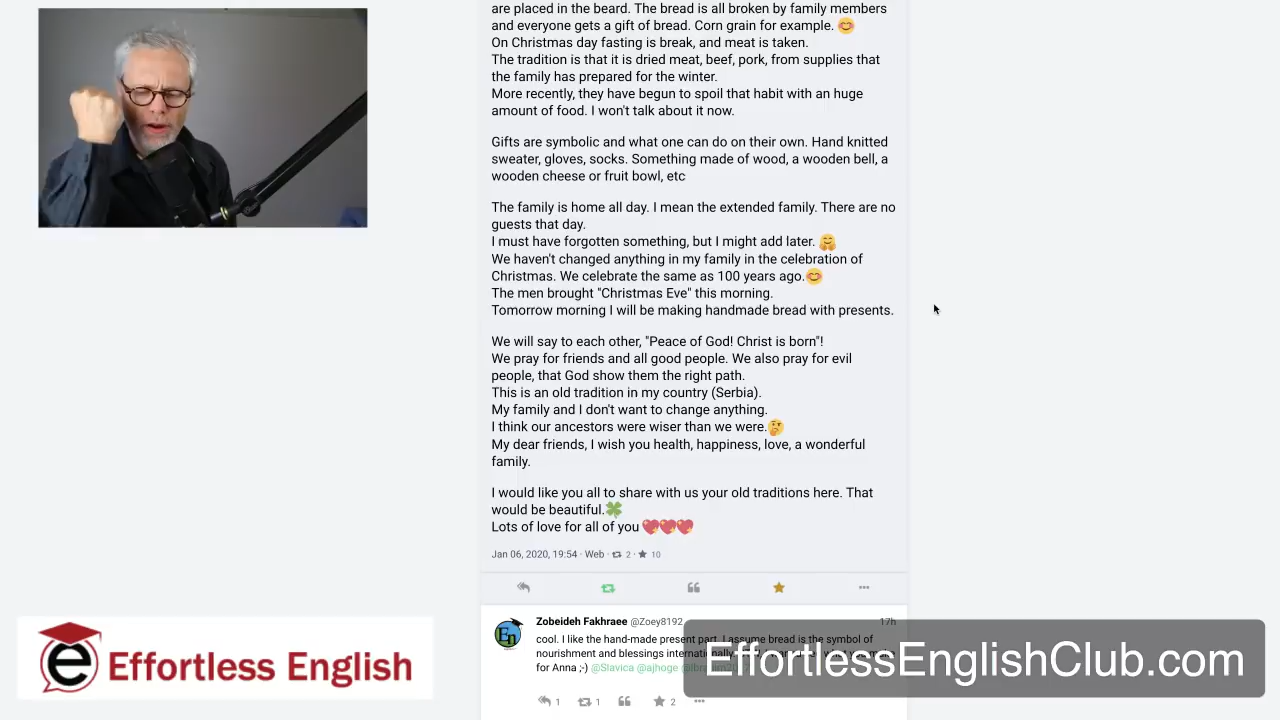 are placed in the beard. The bread is all broken by family members
and everyone gets a gift of bread. Corn grain for example. 😊
On Christmas day fasting is break, and meat is taken.
The tradition is that it is dried meat, beef, pork, from supplies that
the family has prepared for the winter.
More recently, they have begun to spoil that habit with an huge
amount of food. I won't talk about it now.
Gifts are symbolic and what one can do on their own. Hand knitted
sweater, gloves, socks. Something made of wood, a wooden bell, a
wooden cheese or fruit bowl, etc
The family is home all day. I mean the extended family. There are no
guests that day.
I must have forgotten something, but I might add later. 🤗
We haven't changed anything in my family in the celebration of
Christmas. We celebrate the same as 100 years ago.😊
The men brought "Christmas Eve" this morning.
Tomorrow morning I will be making handmade bread with presents.
We will say to each other, "Peace of God! Christ is born"!
We pray for friends and all good people. We also pray for evil
people, that God show them the right path.
This is an old tradition in my country (Serbia).
My family and I don't want to change anything.
I think our ancestors were wiser than we were.🤔
My dear friends, I wish you health, happiness, love, a wonderful
family.
I would like you all to share with us your old traditions here. That
would be beautiful.🍀
Lots of love for all of you 💖💖💖
Jan 06, 2020, 19:54 · Web · 2 · 10
Zobeideh Fakhraee @Zoey8192 17h
cool. I like the hand-made present part. I assume bread is the symbol of
nourishment and blessings internationally.
for Anna ;-) @Slavica @ajhoge
1 1 2
e Effortless English
EffortlessEnglishClub.com